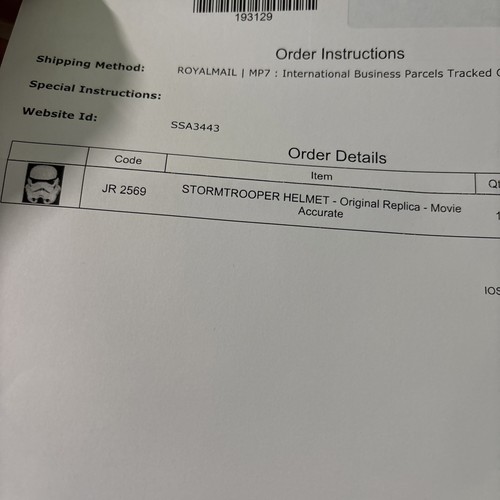 193129
Order Instructions
Shipping Method: ROYALMAIL | MP7 : International Business Parcels Tracked
Special Instructions:
Website Id: SSA3443
Order Details
Code Item
JR 2569 STORMTROOPER HELMET - Original Replica - Movie
Accurate